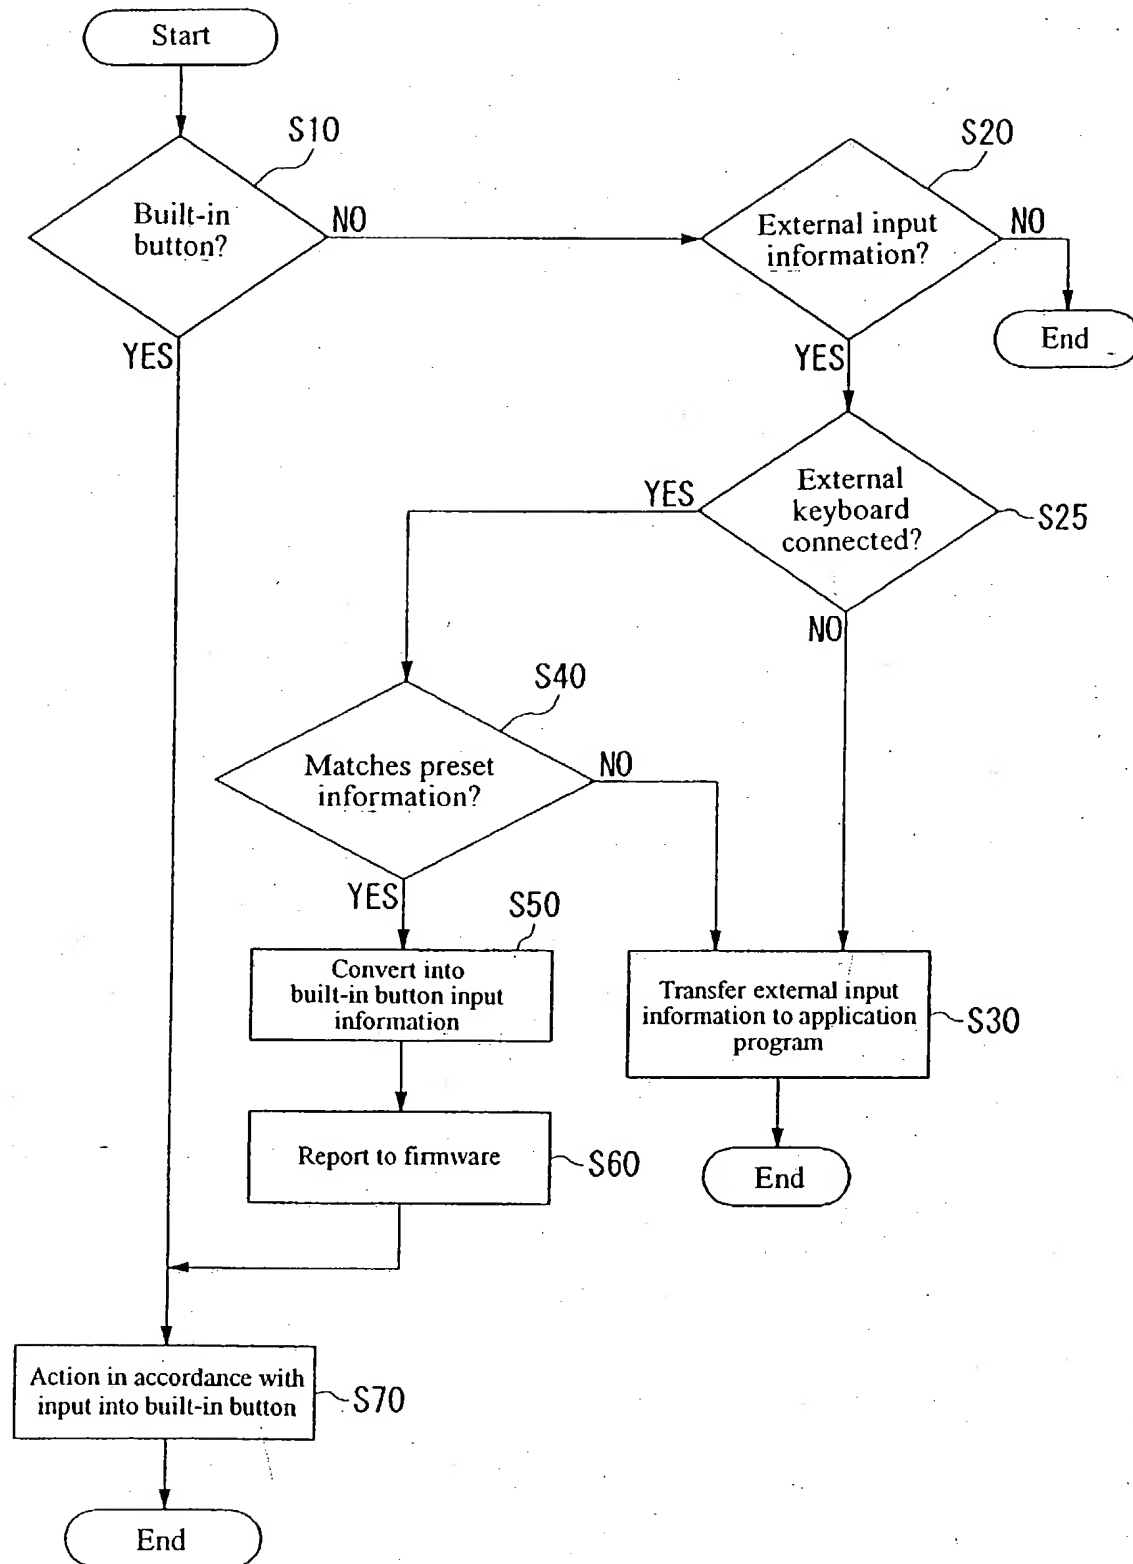 Start
S10
Built-in
button?
NO
YES
S20
External input
information?
NO
End
YES
External
keyboard
connected?
S25
YES
NO
S40
Matches preset
information?
NO
YES
S50
Convert into
built-in button input
information
Transfer external input
information to application
program
S30
Report to firmware
S60
End
Action in accordance with
input into built-in button
S70
End